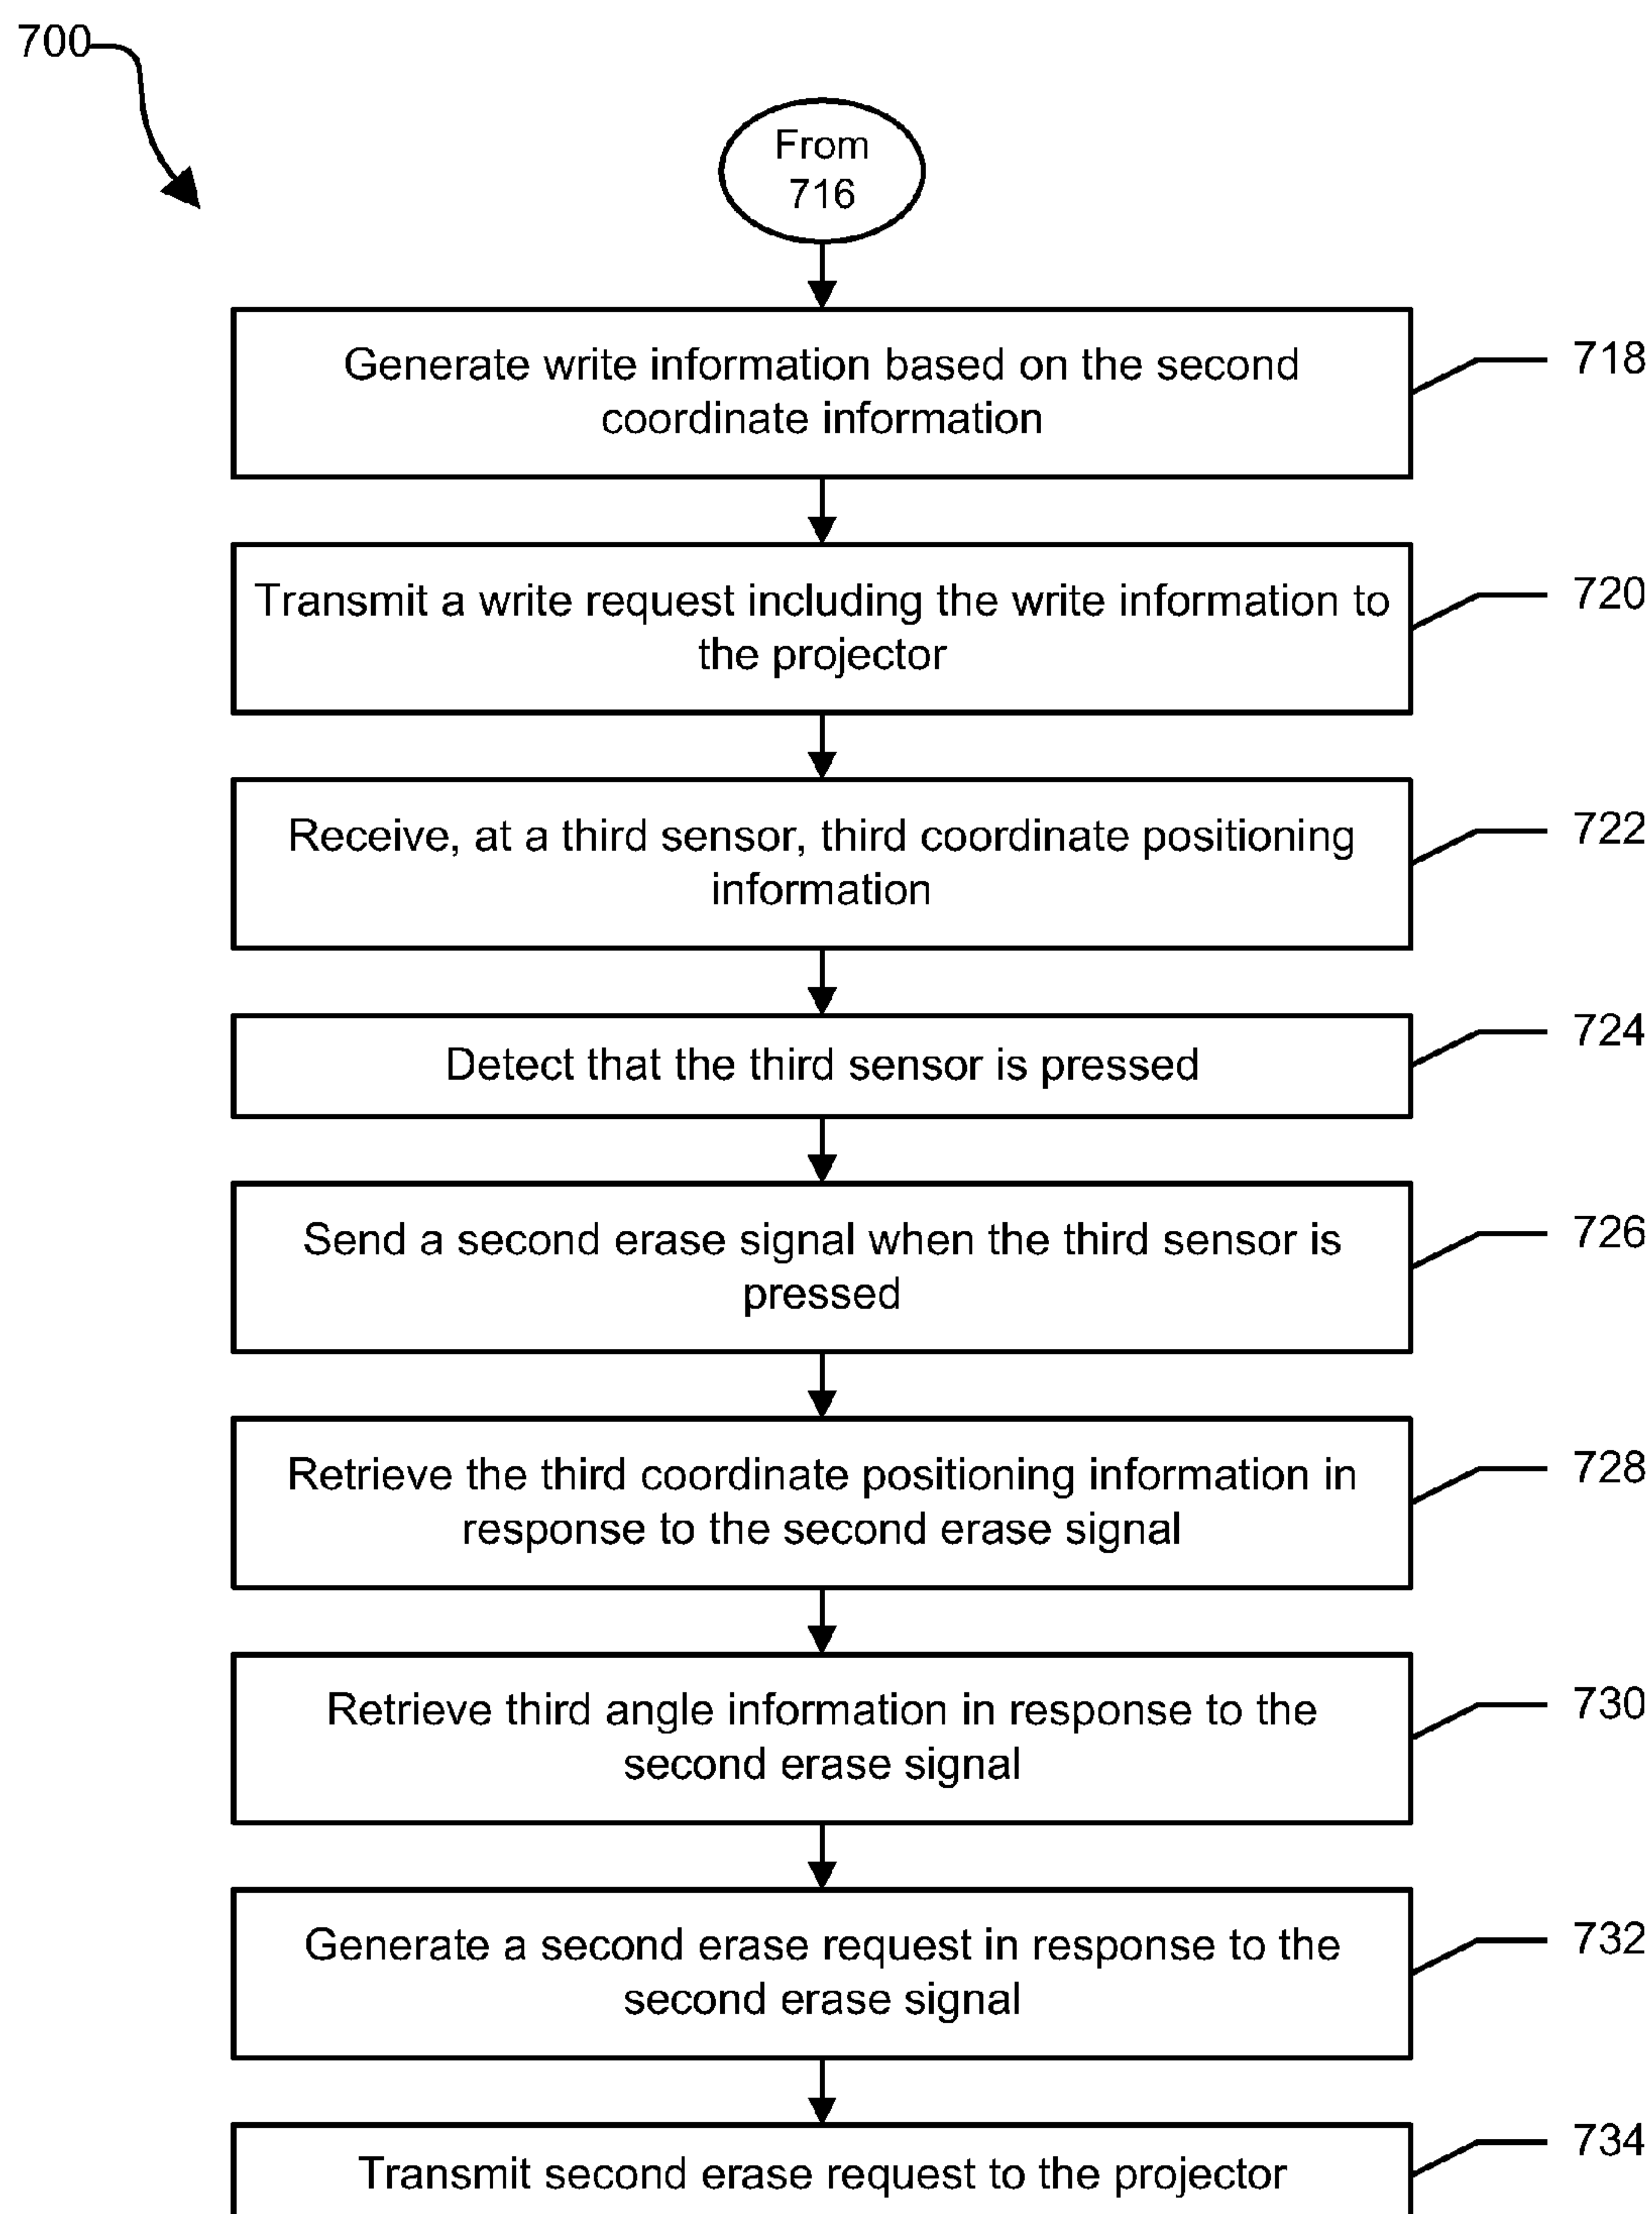 700
From
716
Generate write information based on the second
coordinate information
718
Transmit a write request including the write information to
the projector
720
Receive, at a third sensor, third coordinate positioning
information
722
Detect that the third sensor is pressed
724
Send a second erase signal when the third sensor is
pressed
726
Retrieve the third coordinate positioning information in
response to the second erase signal
728
Retrieve third angle information in response to the
second erase signal
730
Generate a second erase request in response to the
second erase signal
732
Transmit second erase request to the projector
734